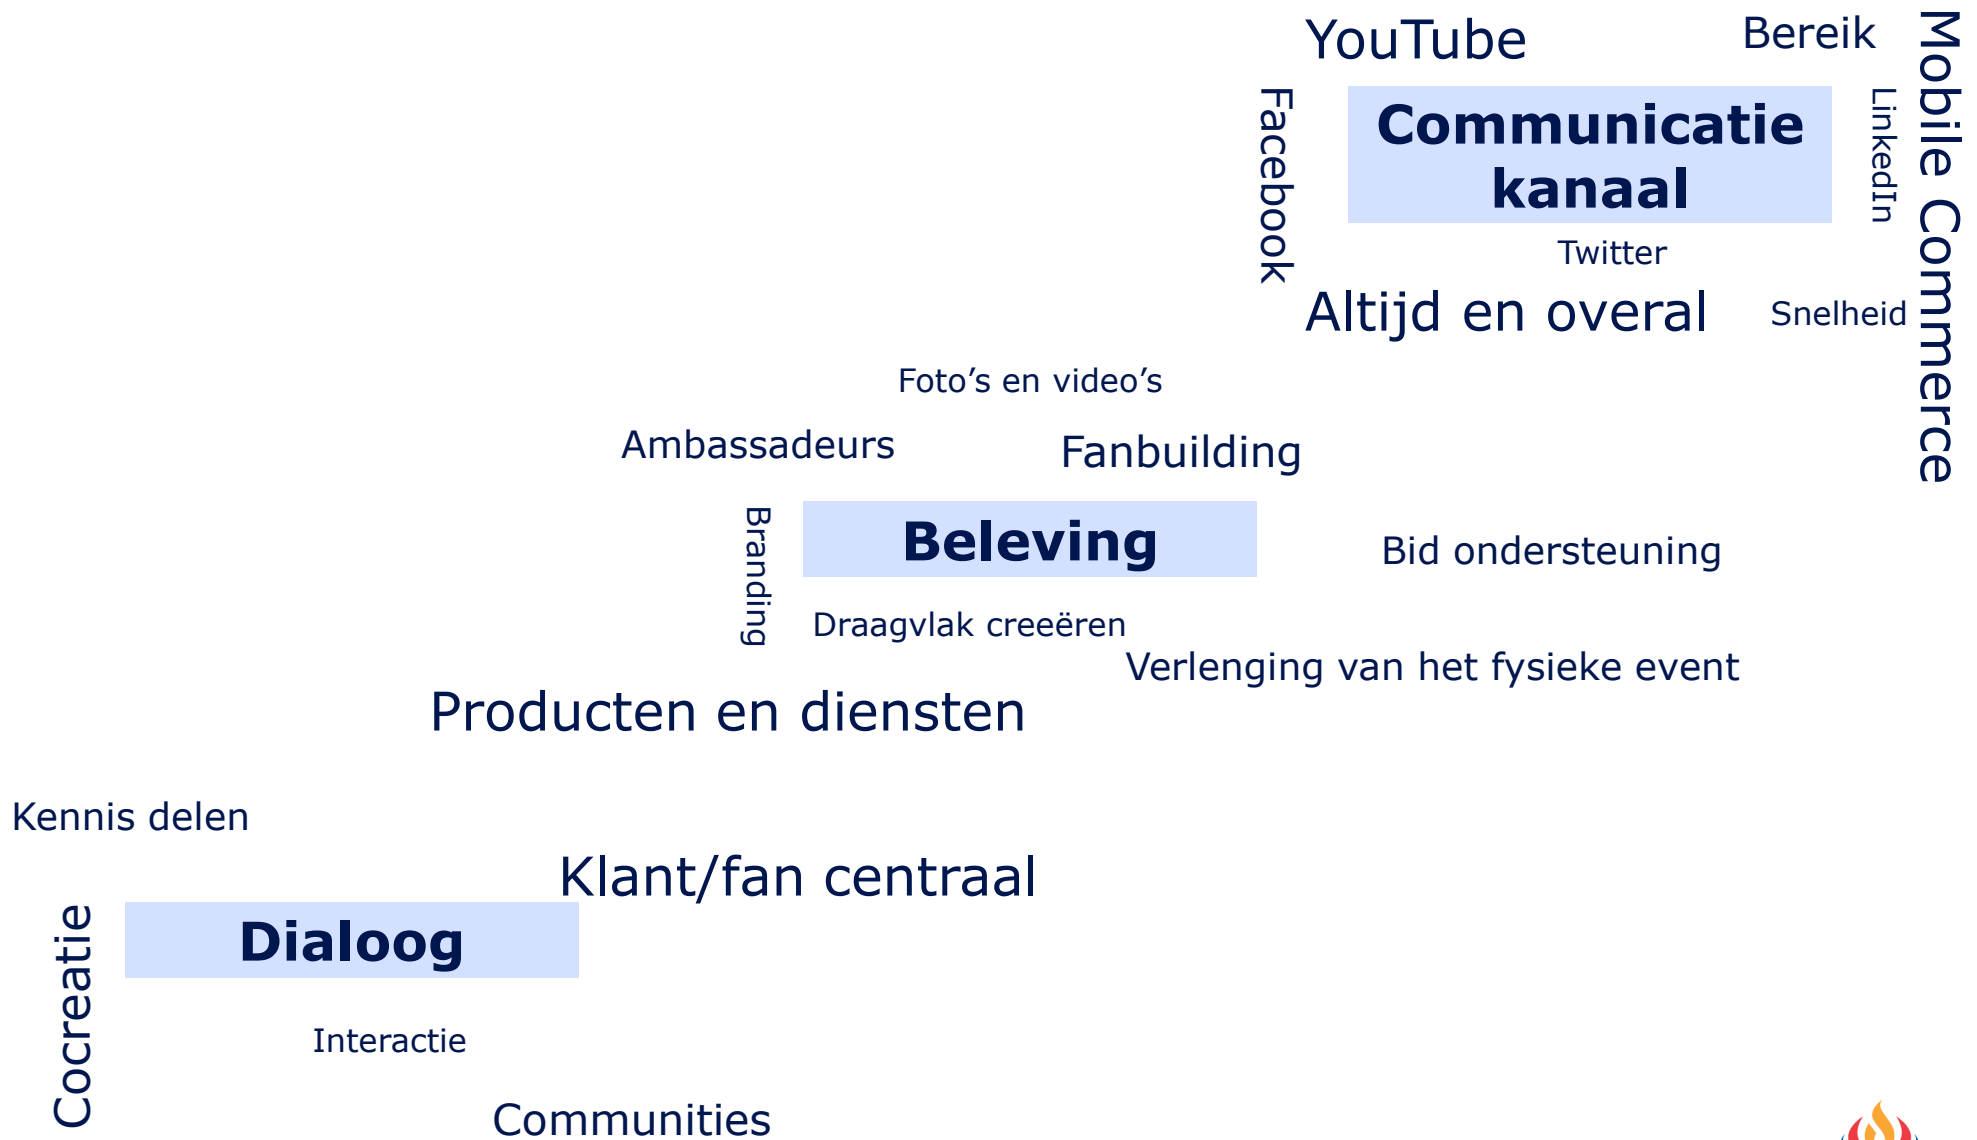 YouTube
Bereik
Mobile Commerce
Facebook
Communicatie
kanaal
LinkedIn
Twitter
Altijd en overal
Snelheid
Foto’s en video’s
Ambassadeurs
Fanbuilding
Branding
Beleving
Bid ondersteuning
Draagvlak creeëren
Verlenging van het fysieke event
Producten en diensten
Kennis delen
Klant/fan centraal
Cocreatie
Dialoog
Interactie
Communities